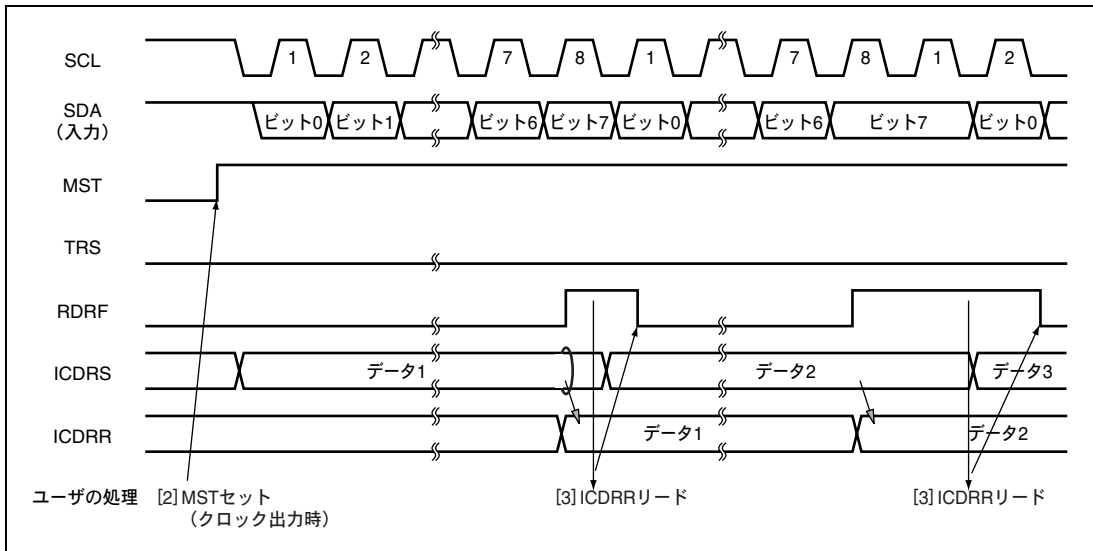 SCL 1 2 7 8 1 7 8 1 2
SDA
（入力） ビット0 ビット1 ビット6 ビット7 ビット0 ビット6 ビット7 ビット0
MST
TRS
RDRF
ICDRS データ1 データ2 データ3
ICDRR データ1 データ2
ユーザの処理 [2] MSTセット [3] ICDRRリード [3] ICDRRリード
（クロック出力時）